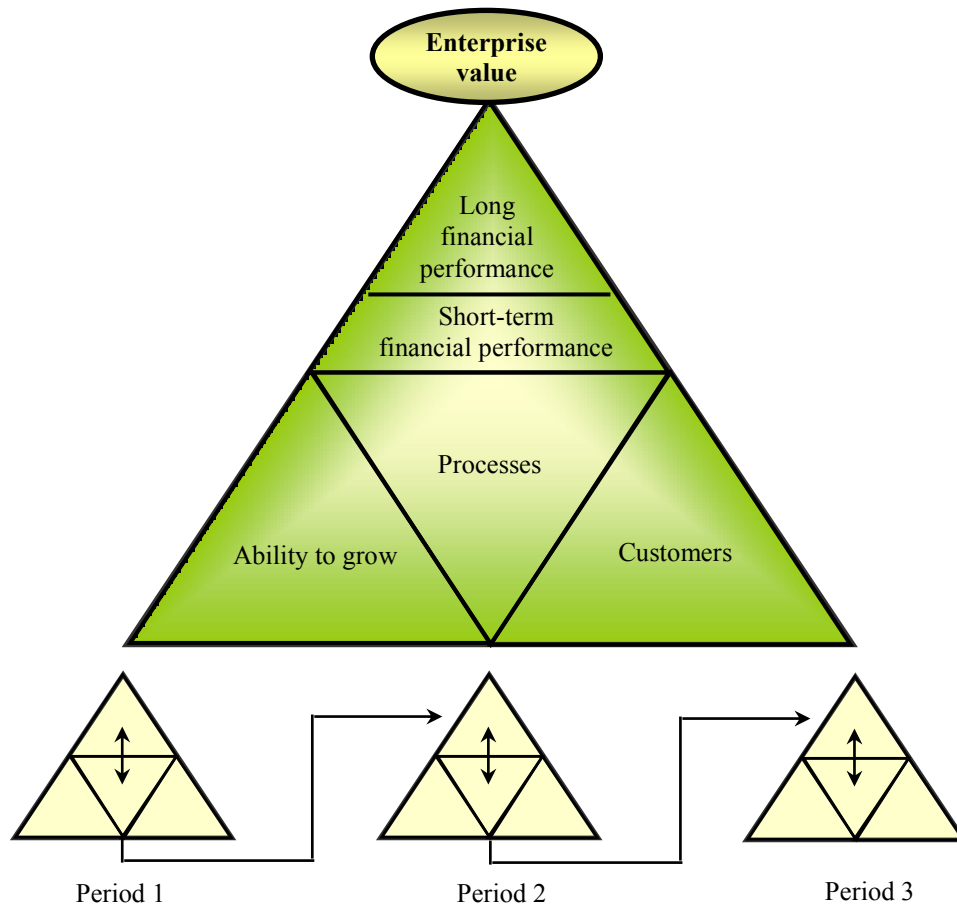 Enterprise
value
Long
financial
performance
Short-term
financial performance
Processes
Ability to grow
Customers
Period 1
Period 2
Period 3